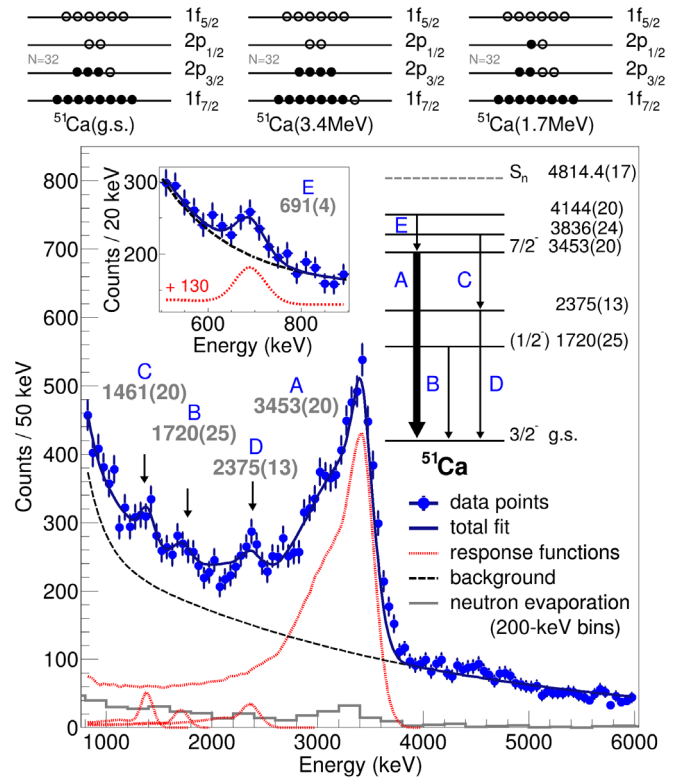 1f5/2 1f5/2 1f5/2
2p1/2 2p1/2 2p1/2
N=32 2p3/2 N=32 2p3/2 N=32 2p3/2
1f7/2 1f7/2 1f7/2
51Ca(g.s.) 51Ca(3.4MeV) 51Ca(1.7MeV)
Counts / 50 keV
800
700
600
500
400
300
200
100
0
1000 2000 3000 4000 5000 6000
Energy (keV)
Counts / 20 keV
300
200
E
691(4)
+ 130
600 800
Energy (keV)
C
1461(20)
B
1720(25)
D
2375(13)
A
3453(20)
Sn 4814.4(17)
4144(20)
E 3836(24)
7/2- 3453(20)
A C
2375(13)
(1/2-) 1720(25)
B D
3/2- g.s.
51Ca
data points
total fit
response functions
background
neutron evaporation
(200-keV bins)